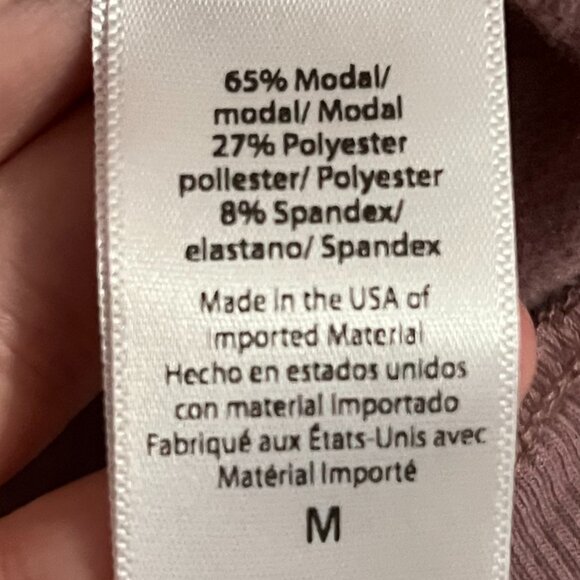 65% Modal/
modal/ Modal
27% Polyester
pollester/ Polyester
8% Spandex/
elastano/ Spandex
Made in the USA of
Imported Material
Hecho en estados unidos
con material Importado
Fabriqué aux États-Unis avec
Matérial Importé
M